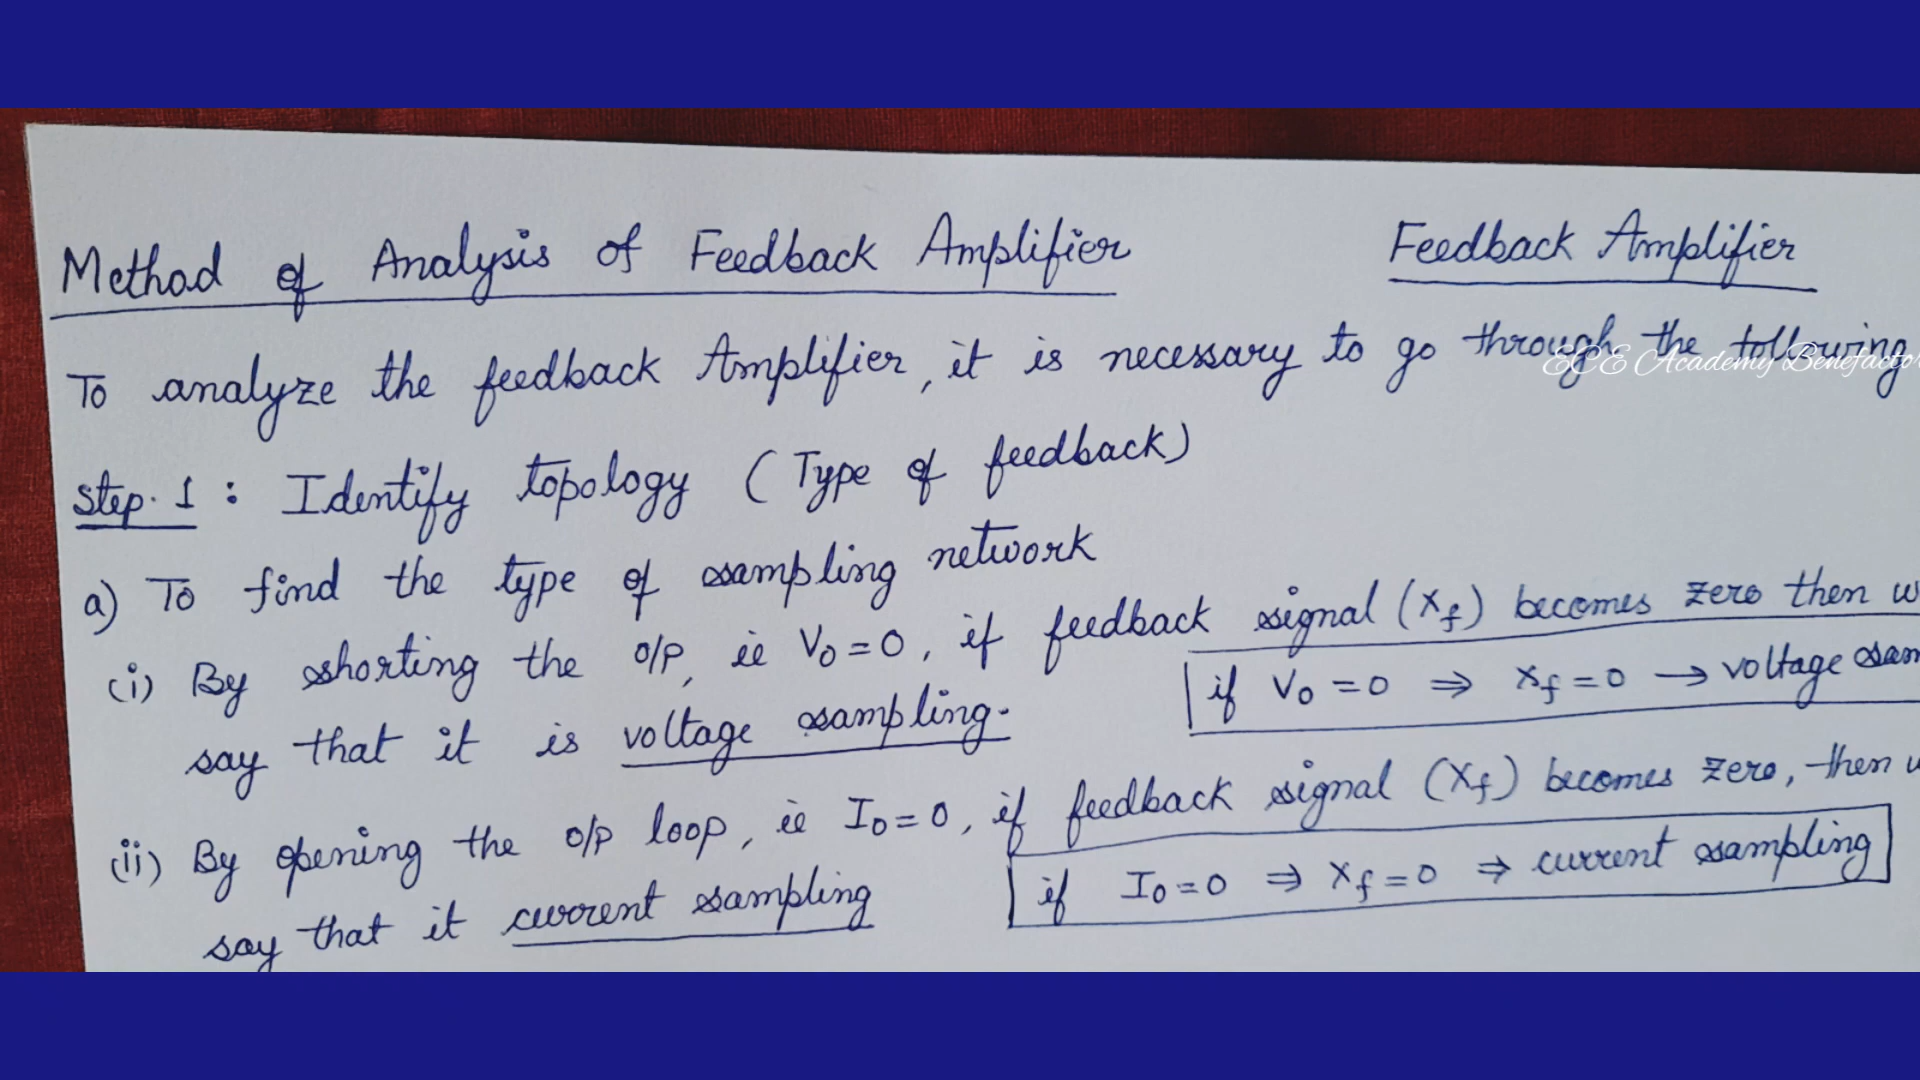 Method of Analysis of Feedback Amplifier
Feedback Amplifier
To analyze the feedback Amplifier, it is necessary to go through the following
ECE Academy Benefactor
Step. 1 : Identify topology (Type of feedback)
a) To find the type of sampling network
(i) By shorting the o/p, ie V₀ = 0, if feedback signal (Xf) becomes zero then
say that it is voltage sampling.
if V₀ = 0 ⇒ Xf = 0 → voltage
(ii) By opening the o/p loop, ie I₀ = 0, if feedback signal (Xf) becomes zero, then
say that it current sampling
if I₀ = 0 ⇒ Xf = 0 ⇒ current sampling